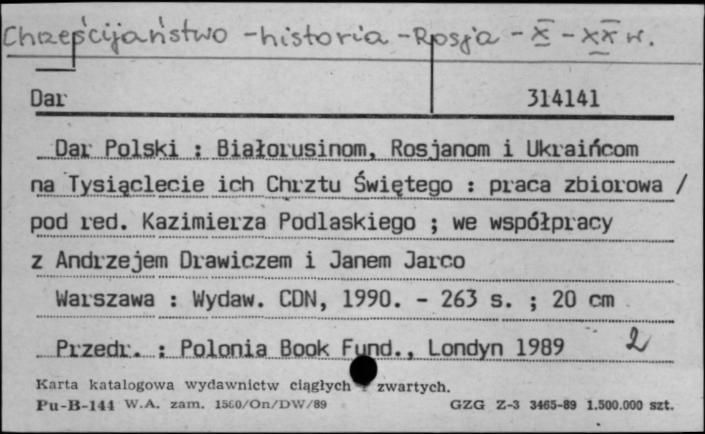 Chrześcijaństwo - historia - Rosja - X - XX w.
Dar 314141
Dar Polski : Białorusinom, Rosjanom i Ukraińcom
na Tysiąclecie ich Chrztu Świętego : praca zbiorowa /
pod red. Kazimierza Podlaskiego ; we współpracy
z Andrzejem Drawiczem i Janem Jarco
Warszawa : Wydaw. CDN, 1990. - 263 s. ; 20 cm
Przedr. : Polonia Book Fund., Londyn 1989 2
Karta katalogowa wydawnictw ciągłych i zwartych.
Pu-B-144 W.A. zam. 1560/On/DW/89 GZG Z-3 3465-89 1.500.000 szt.